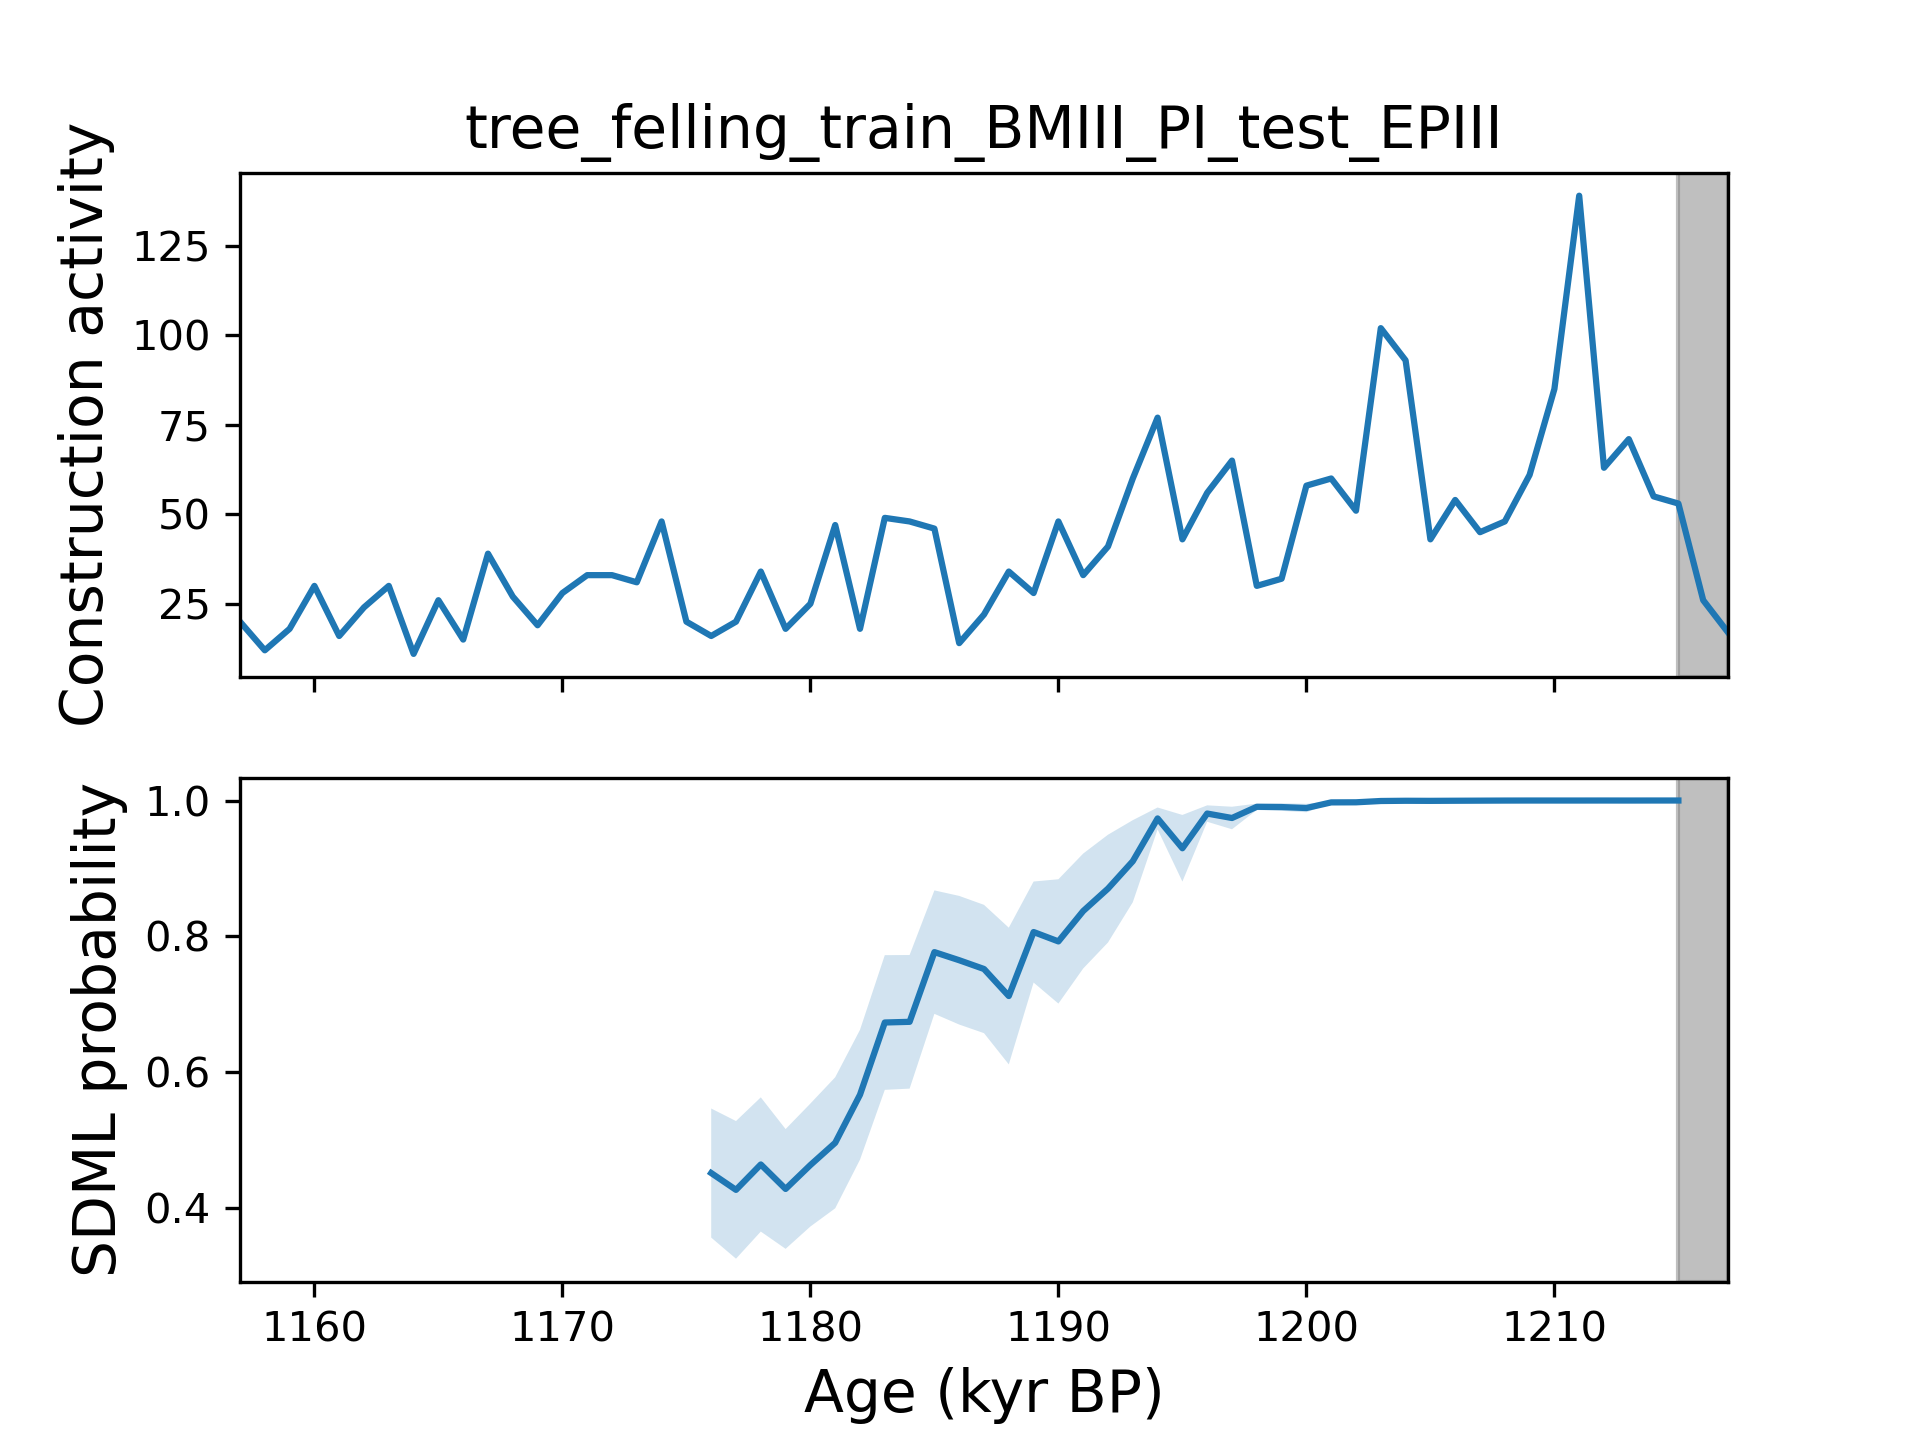 tree_felling_train_BMIII_PI_test_EPIII
Construction activity
125
100
75
50
25
SDML probability
1.0
0.8
0.6
0.4
1160 1170 1180 1190 1200 1210
Age (kyr BP)